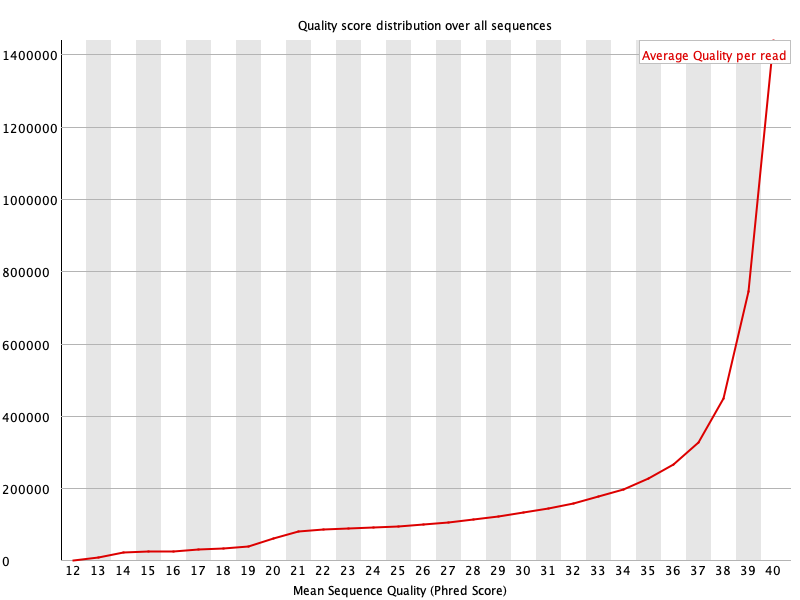 Quality score distribution over all sequences
Average Quality per read
1400000
1200000
1000000
800000
600000
400000
200000
0
12 13 14 15 16 17 18 19 20 21 22 23 24 25 26 27 28 29 30 31 32 33 34 35 36 37 38 39 40
Mean Sequence Quality (Phred Score)